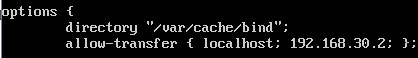 options {
        directory "/var/cache/bind";
        allow-transfer { localhost; 192.168.30.2; };